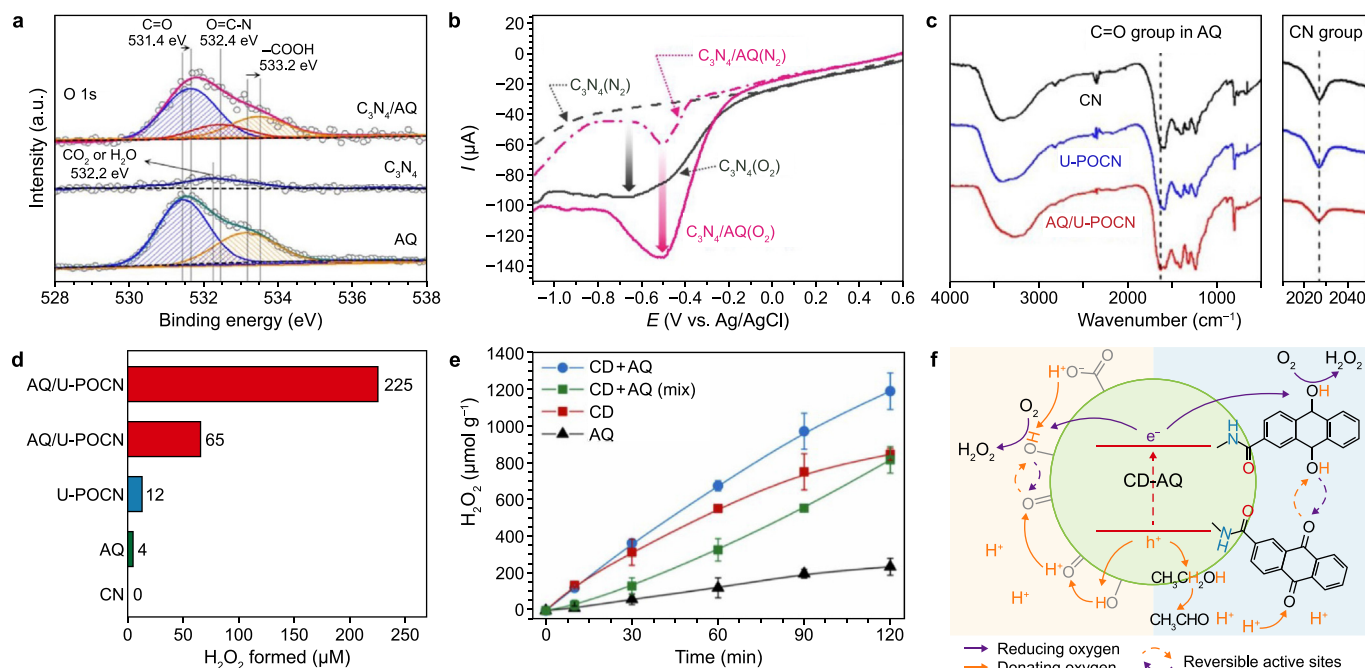 a
C=O
531.4 eV
O=C-N
532.4 eV
–COOH
533.2 eV
O 1s
C₃N₄/AQ
CO₂ or H₂O
532.2 eV
C₃N₄
AQ
Intensity (a.u.)
528 530 532 534 536 538
Binding energy (eV)
b
20
0
−20
−40
−60
−80
−100
−120
−140
I (μA)
C₃N₄/AQ(N₂)
C₃N₄(N₂)
C₃N₄(O₂)
C₃N₄/AQ(O₂)
−1.0 −0.8 −0.6 −0.4 −0.2 0.0 0.2 0.4 0.6
E (V vs. Ag/AgCl)
c
C=O group in AQ
CN group
CN
U-POCN
AQ/U-POCN
4000 3000 2000 1000 2020 2040
Wavenumber (cm⁻¹)
d
AQ/U-POCN 225
AQ/U-POCN 65
U-POCN 12
AQ 4
CN 0
0 50 100 150 200 250
H₂O₂ formed (μM)
e
CD+AQ
CD+AQ (mix)
CD
AQ
1400
1200
1000
800
600
400
200
0
H₂O₂ (μmol g⁻¹)
0 30 60 90 120
Time (min)
f
O
H⁺
O⁻
O₂
H₂O₂
O₂
H₂O₂
OH
OH
e⁻
H
N
O
CD-AQ
OH
O
O
N
H
O
h⁺
H⁺
H⁺
O
CH₃CH₂OH
HO
O
H⁺
CH₃CHO
H⁺
H⁺
H⁺
Reducing oxygen
Donating oxygen
Reversible active sites